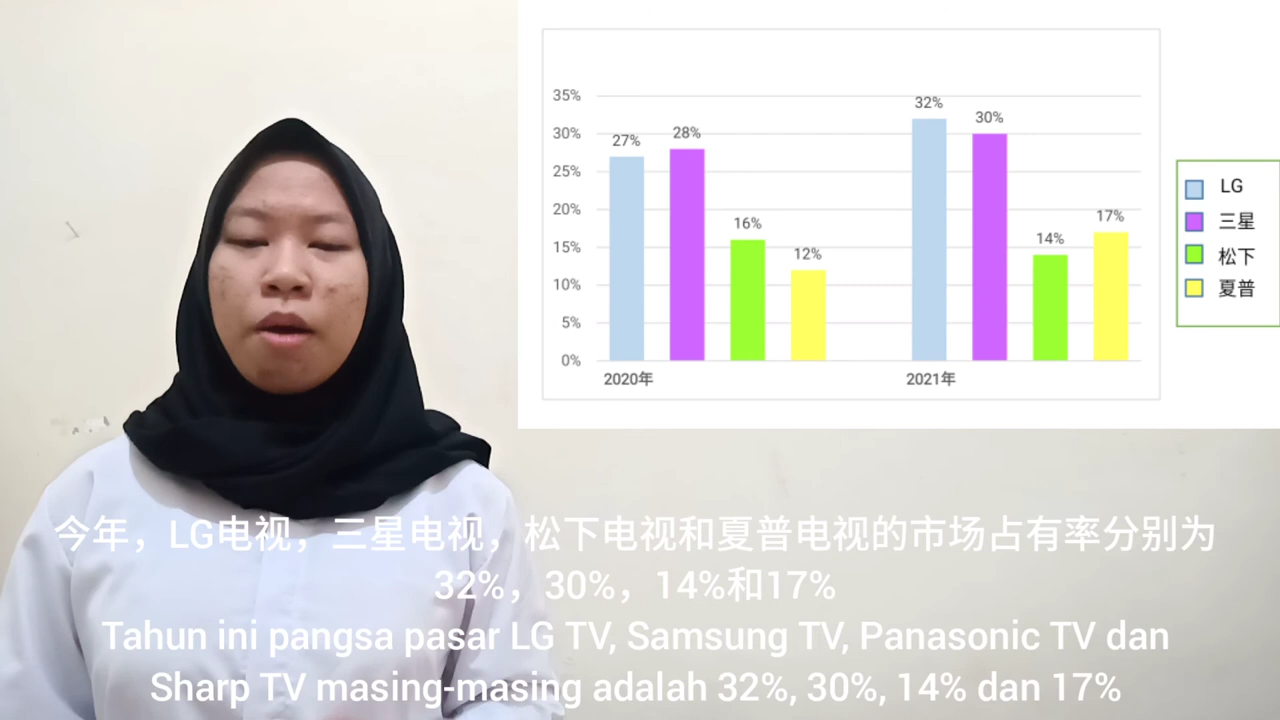 35%
30%
25%
20%
15%
10%
5%
0%
27%
28%
16%
12%
32%
30%
14%
17%
2020年
2021年
LG
三星
松下
夏普
今年，LG电视，三星电视，松下电视和夏普电视的市场占有率分别为
32%，30%，14%和17%
Tahun ini pangsa pasar LG TV, Samsung TV, Panasonic TV dan
Sharp TV masing-masing adalah 32%, 30%, 14% dan 17%